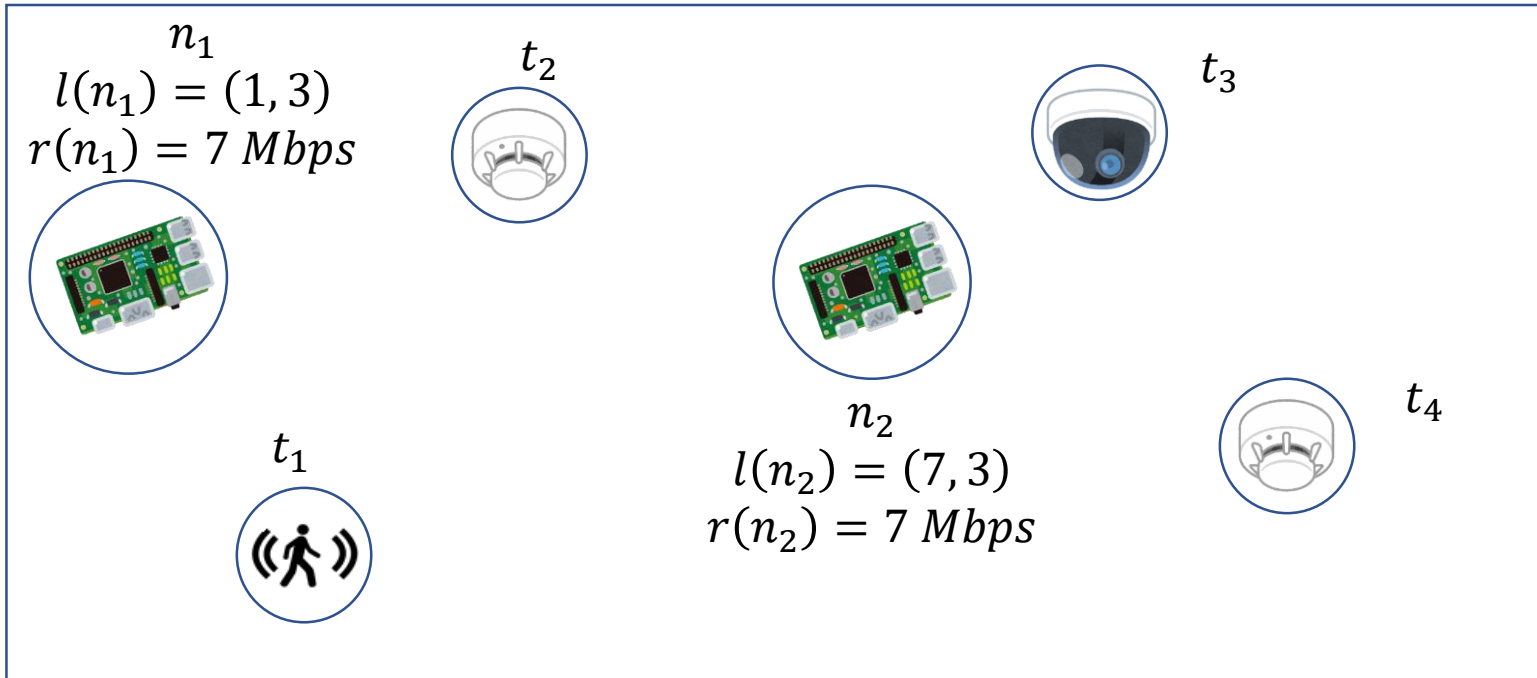 n₁
l(n₁) = (1, 3)
r(n₁) = 7 Mbps
t₂
t₃
t₁
n₂
l(n₂) = (7, 3)
r(n₂) = 7 Mbps
t₄